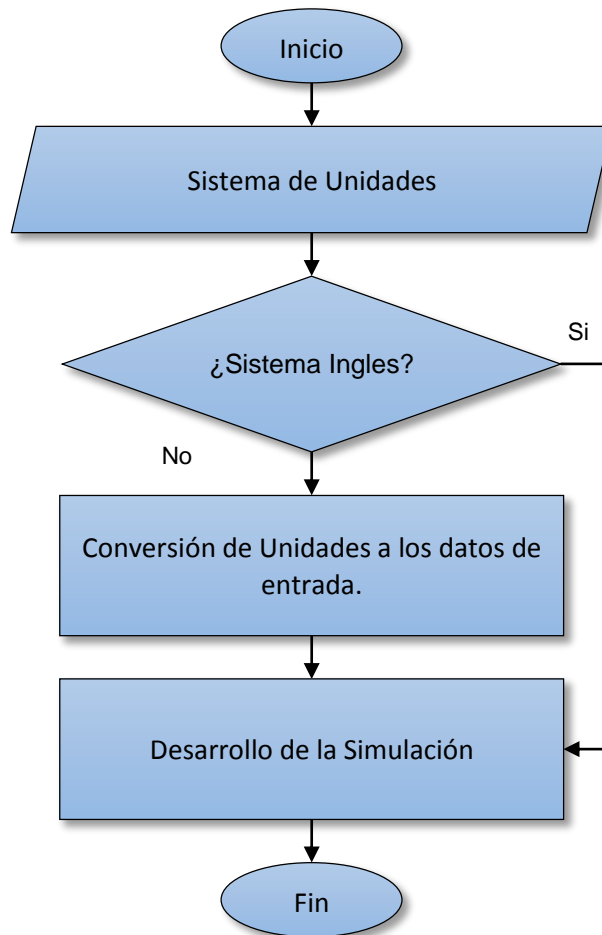 Inicio
Sistema de Unidades
¿Sistema Ingles?
Si
No
Conversión de Unidades a los datos de
entrada.
Desarrollo de la Simulación
Fin